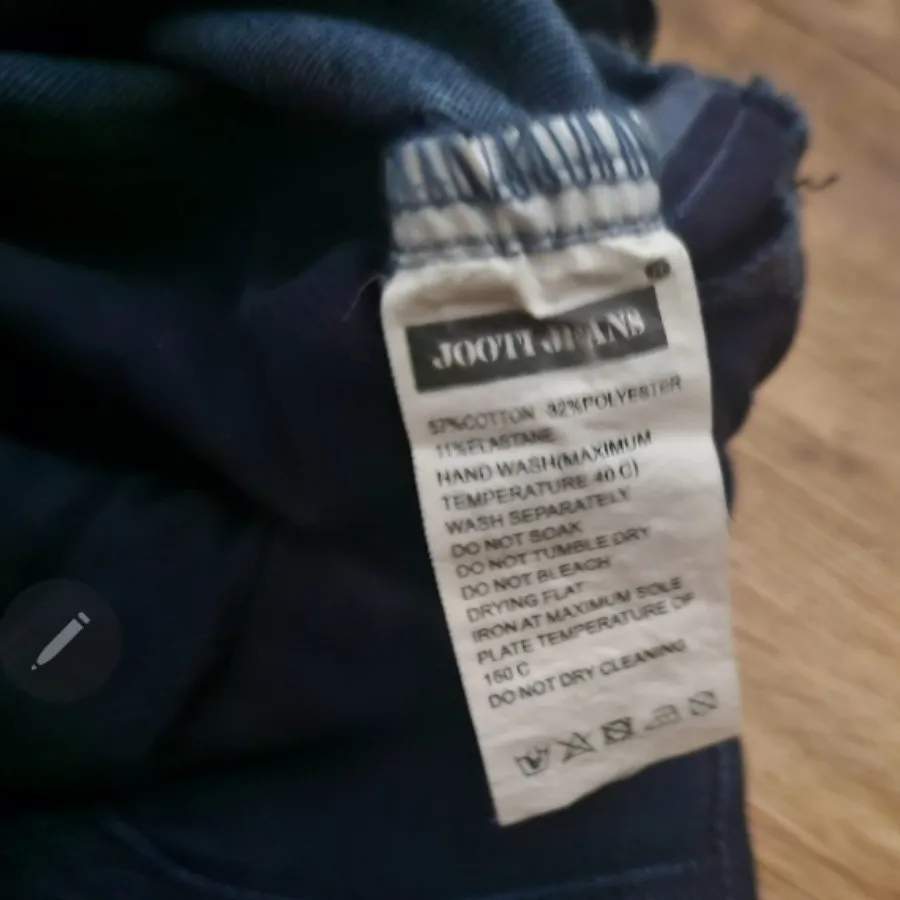 JOOTI JEANS
57%COTTON 32%POLYESTER
11%ELASTANE
HAND WASH(MAXIMUM
TEMPERATURE 40 C)
WASH SEPARATELY
DO NOT SOAK
DO NOT TUMBLE DRY
DO NOT BLEACH
DRYING FLAT
IRON AT MAXIMUM SOLE
PLATE TEMPERATURE OF
150 C
DO NOT DRY CLEANING